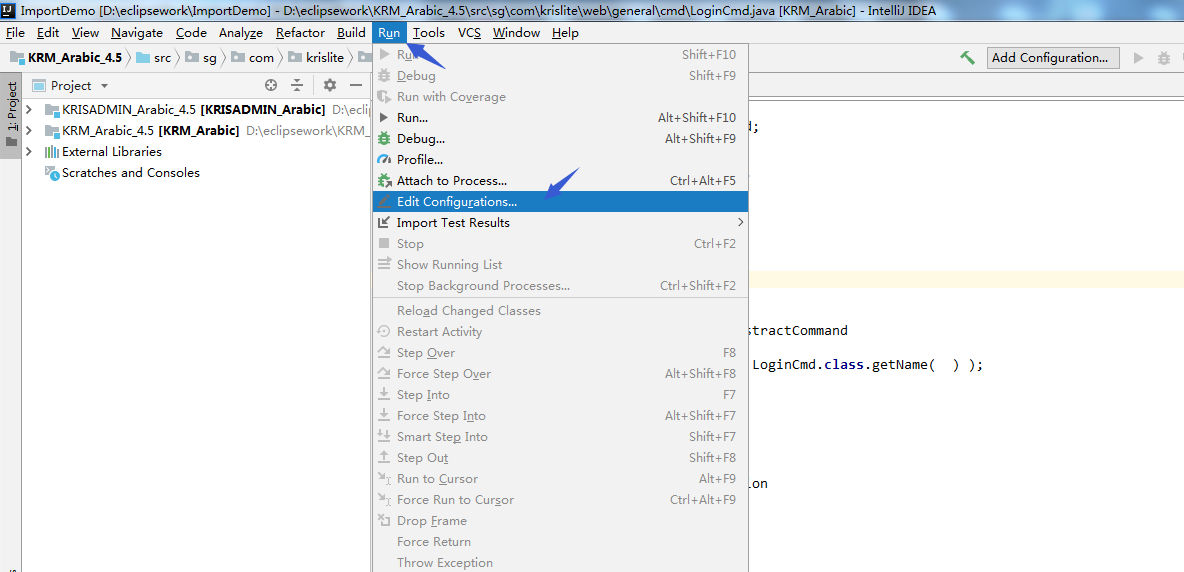 ImportDemo [D:\eclipsework\ImportDemo] - D:\eclipsework\KRM_Arabic_4.5\src\sg\com\krislite\web\general\cmd\LoginCmd.java [KRM_Arabic] - IntelliJ IDEA
File Edit View Navigate Code Analyze Refactor Build Run Tools VCS Window Help
KRM_Arabic_4.5 src sg com krislite
Add Configuration...
1: Project
Project
KRISADMIN_Arabic_4.5 [KRISADMIN_Arabic] D:\ecli
KRM_Arabic_4.5 [KRM_Arabic] D:\eclipsework\KRM_
External Libraries
Scratches and Consoles
Run Shift+F10
Debug Shift+F9
Run with Coverage
Run... Alt+Shift+F10
Debug... Alt+Shift+F9
Profile...
Attach to Process... Ctrl+Alt+F5
Edit Configurations...
Import Test Results
Stop Ctrl+F2
Show Running List
Stop Background Processes... Ctrl+Shift+F2
Reload Changed Classes
Restart Activity
Step Over F8
Force Step Over Alt+Shift+F8
Step Into F7
Force Step Into Alt+Shift+F7
Smart Step Into Shift+F7
Step Out Shift+F8
Run to Cursor Alt+F9
Force Run to Cursor Ctrl+Alt+F9
Drop Frame
Force Return
Throw Exception
d;
stractCommand
LoginCmd.class.getName(  ) );
ion